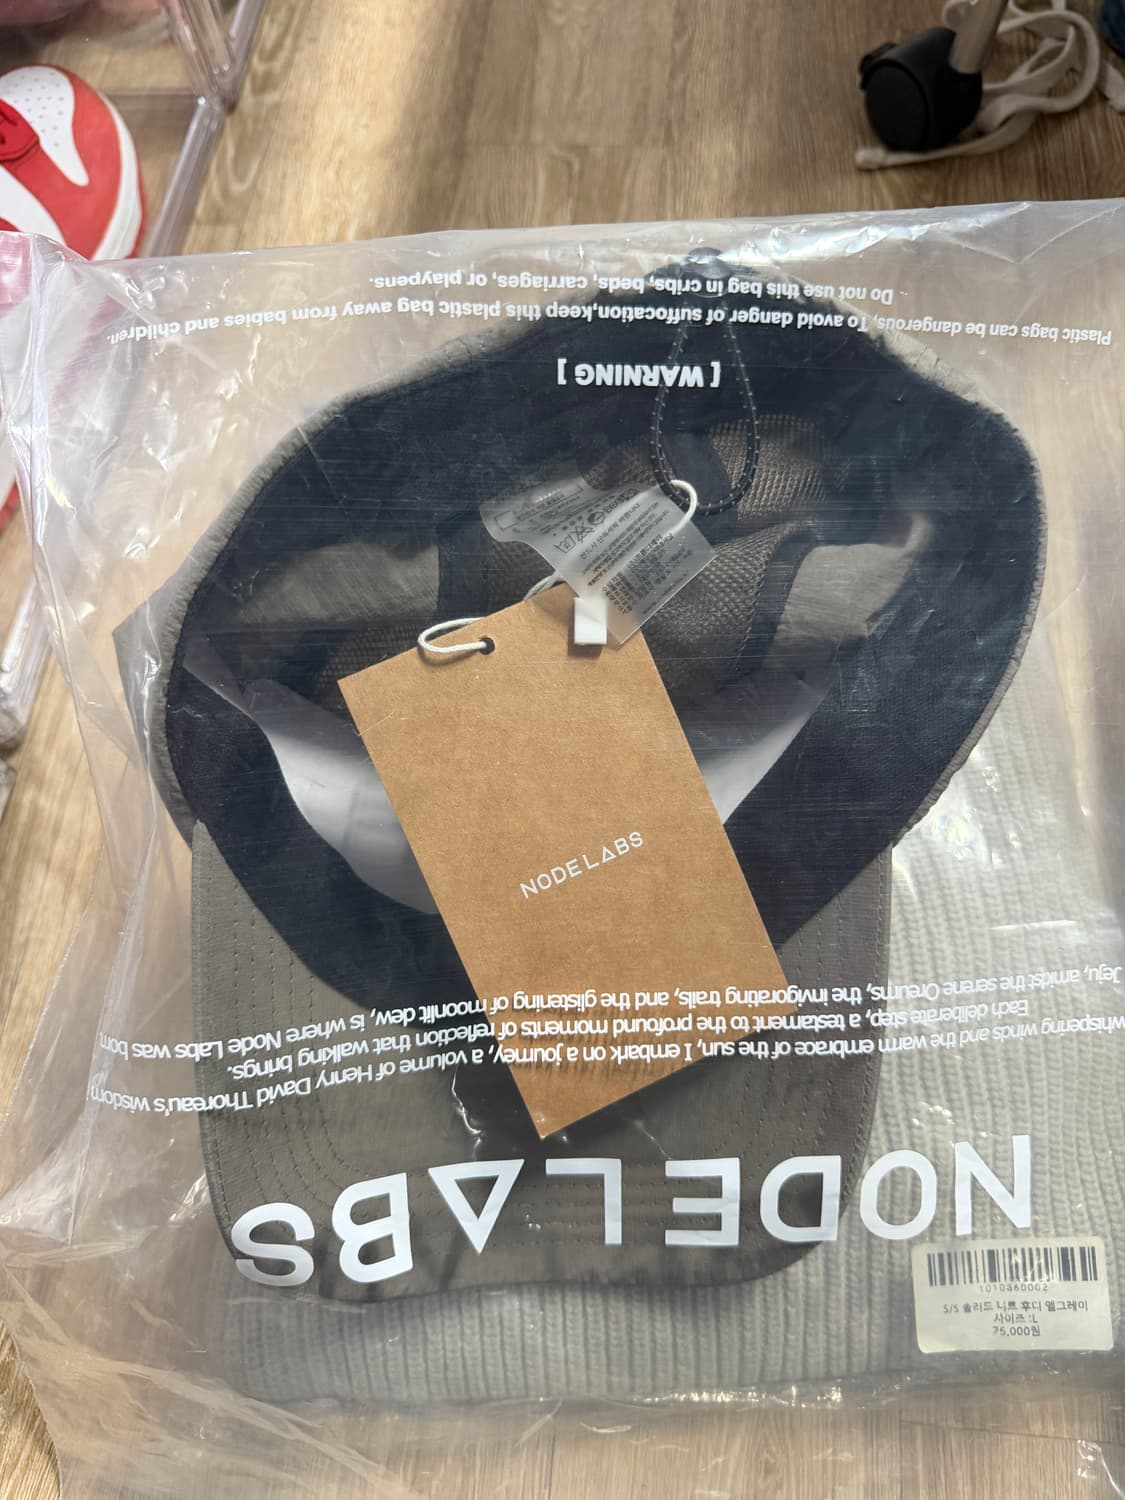 NODE LABS
whispering winds and the warm embrace of the sun, I embark on a journey, a volume of Henry David Thoreau's wisdom
Each deliberate step, a testament to the profound moments of reflection that walking brings.
Jeju, amidst the serene Oreums, the invigorating trails, and the glistening of moonlit dew, is where Node Labs was born
NODE LABS
[ WARNING ]
Plastic bags can be dangerous, To avoid danger of suffocation,keep this plastic bag away from babies and children.
Do not use this bag in cribs, beds, carriages, or, playpens.
1010860002
S/S 솔리드 니트 후디 엘그레이
사이즈 :L
75,000원